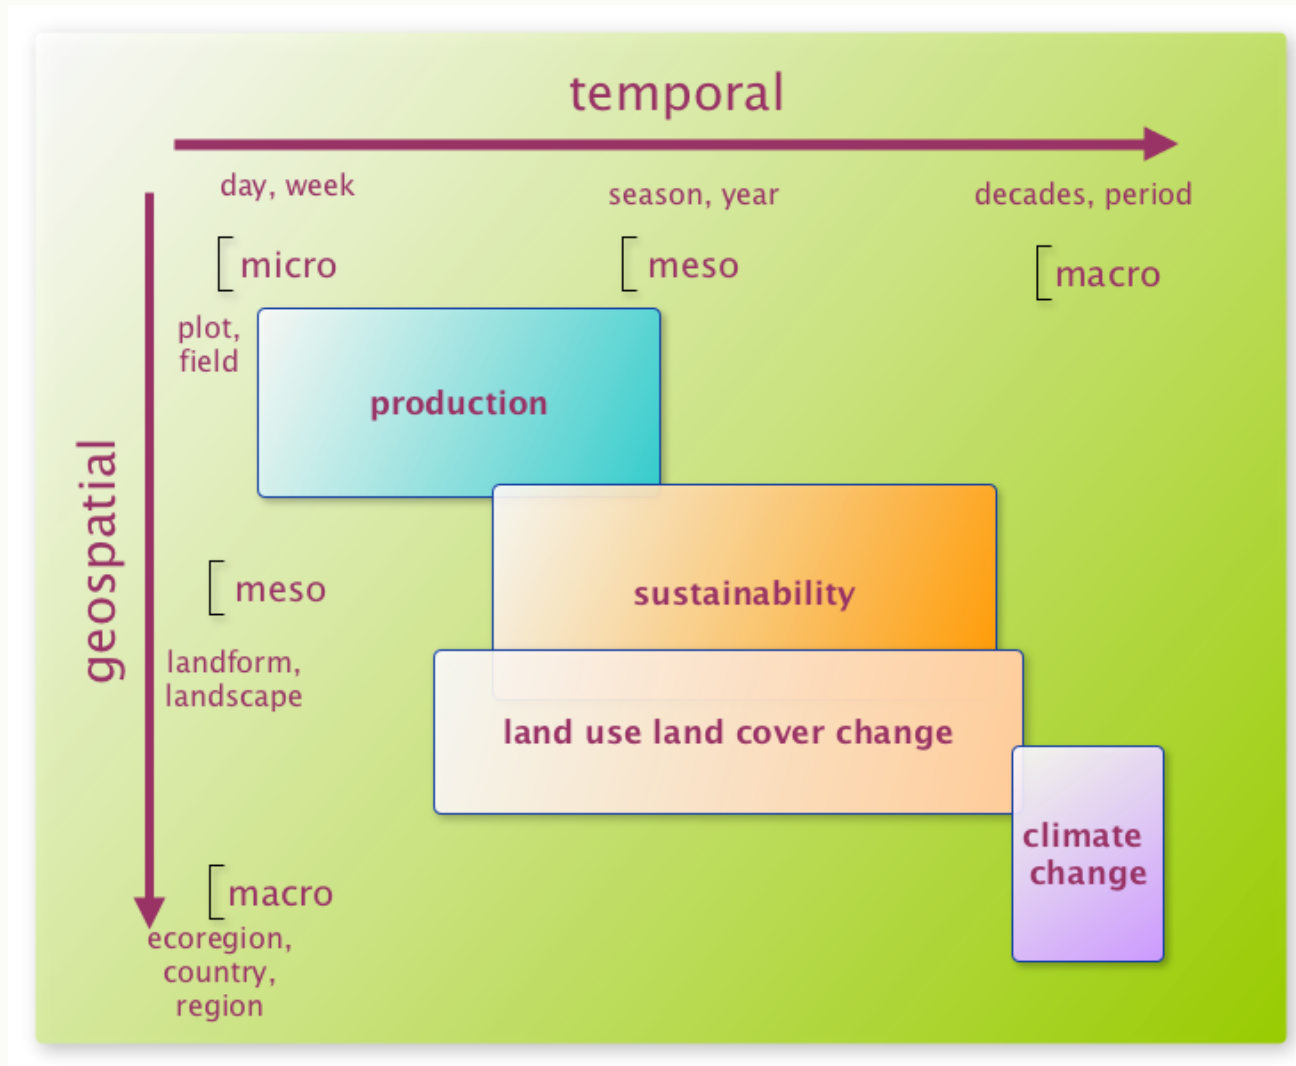 temporal
day, week
season, year
decades, period
micro
meso
macro
plot,
field
production
geospatial
meso
sustainability
landform,
landscape
land use land cover change
climate
change
macro
ecoregion,
country,
region